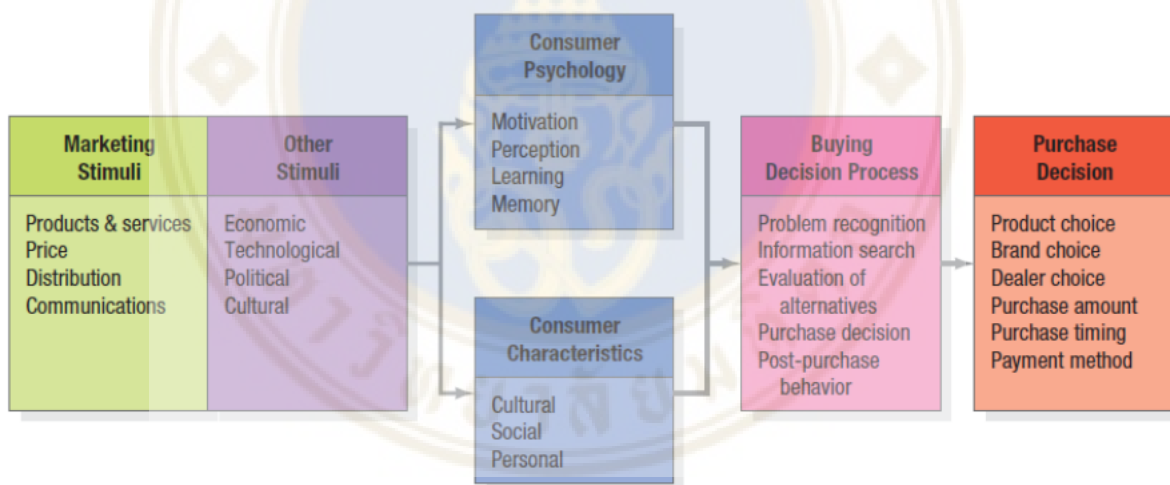 Marketing
Stimuli
Products & services
Price
Distribution
Communications
Other
Stimuli
Economic
Technological
Political
Cultural
Consumer
Psychology
Motivation
Perception
Learning
Memory
Consumer
Characteristics
Cultural
Social
Personal
Buying
Decision Process
Problem recognition
Information search
Evaluation of
alternatives
Purchase decision
Post-purchase
behavior
Purchase
Decision
Product choice
Brand choice
Dealer choice
Purchase amount
Purchase timing
Payment method